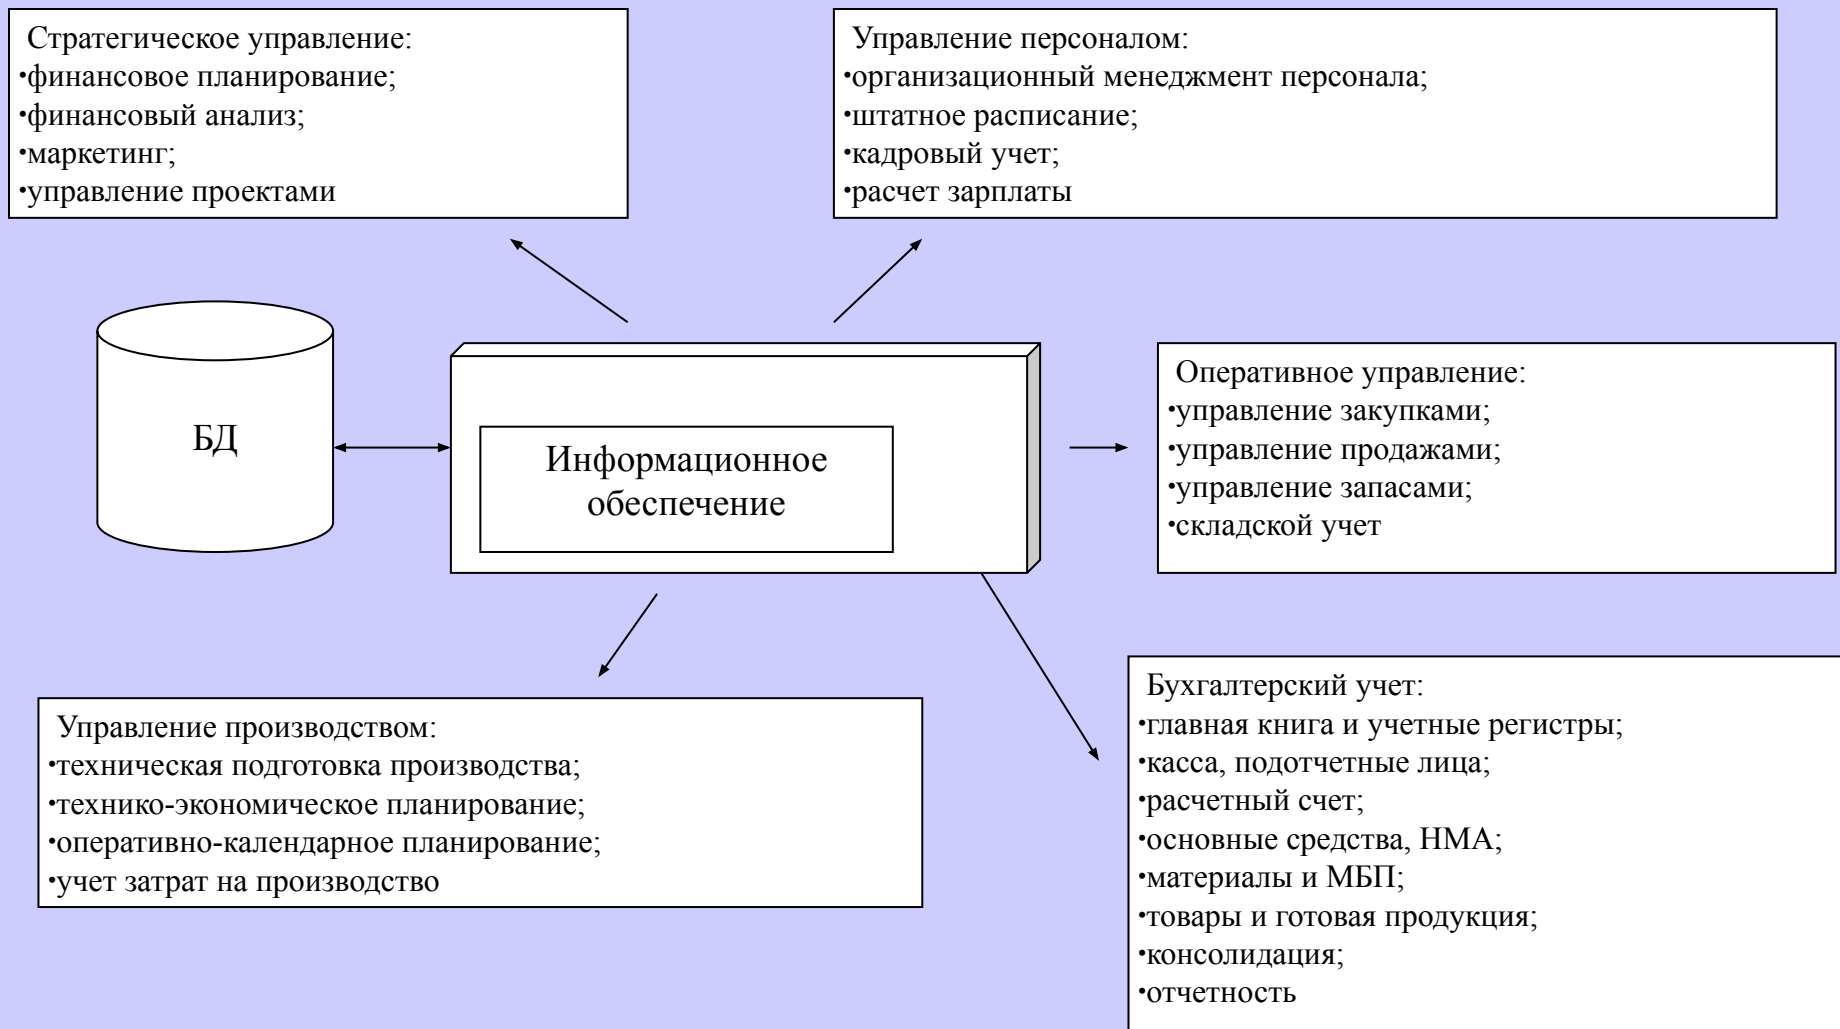 Стратегическое управление:
•финансовое планирование;
•финансовый анализ;
•маркетинг;
•управление проектами
Управление персоналом:
•организационный менеджмент персонала;
•штатное расписание;
•кадровый учет;
•расчет зарплаты
БД
Информационное
обеспечение
Оперативное управление:
•управление закупками;
•управление продажами;
•управление запасами;
•складской учет
Управление производством:
•техническая подготовка производства;
•технико-экономическое планирование;
•оперативно-календарное планирование;
•учет затрат на производство
Бухгалтерский учет:
•главная книга и учетные регистры;
•касса, подотчетные лица;
•расчетный счет;
•основные средства, НМА;
•материалы и МБП;
•товары и готовая продукция;
•консолидация;
•отчетность